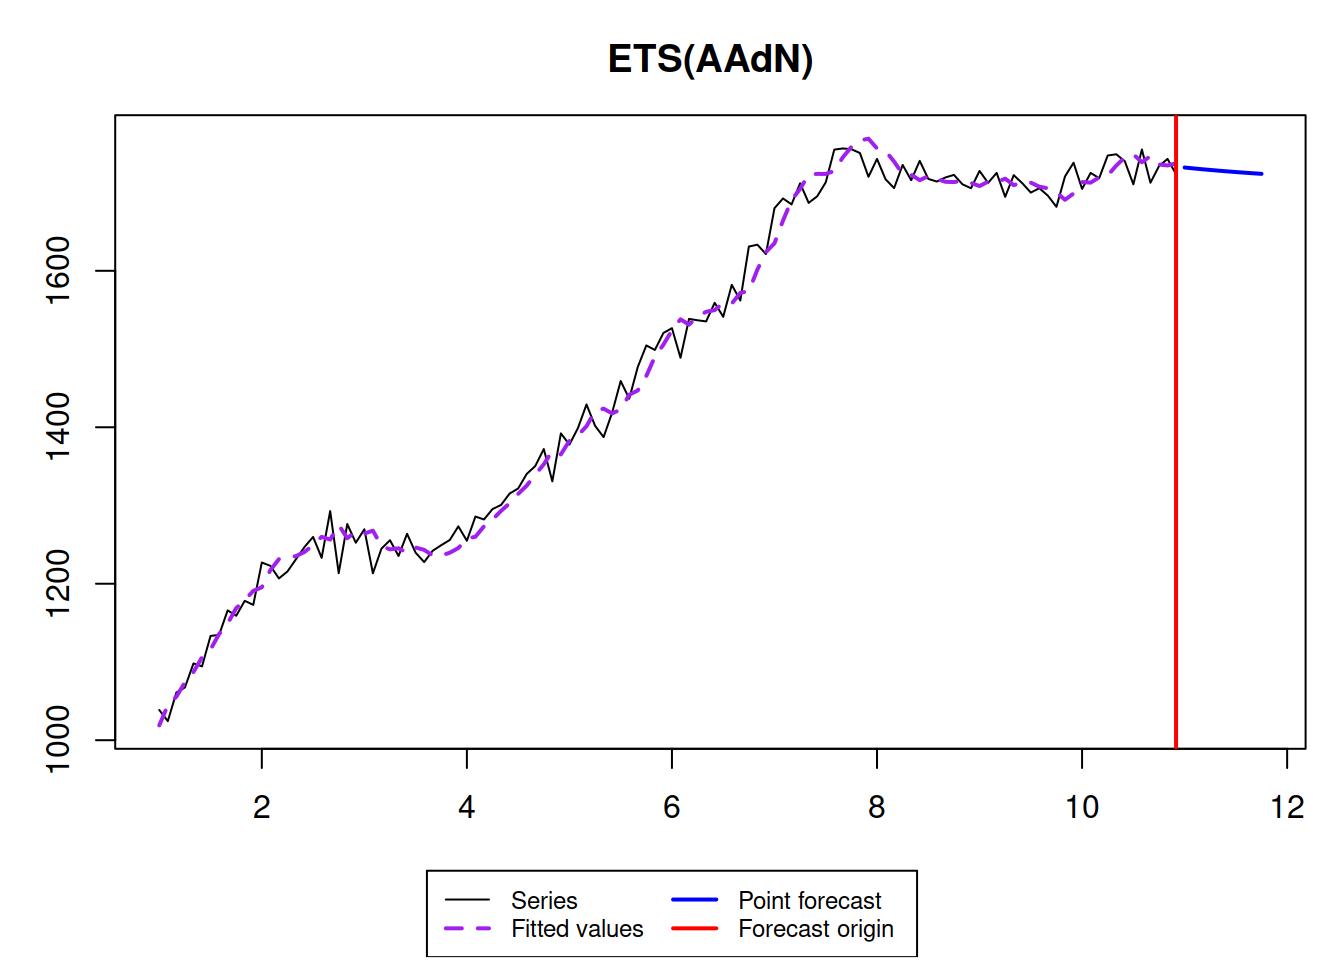 ETS(AAdN)
1600
1400
1200
1000
2 4 6 8 10 12
Series Point forecast
Fitted values Forecast origin